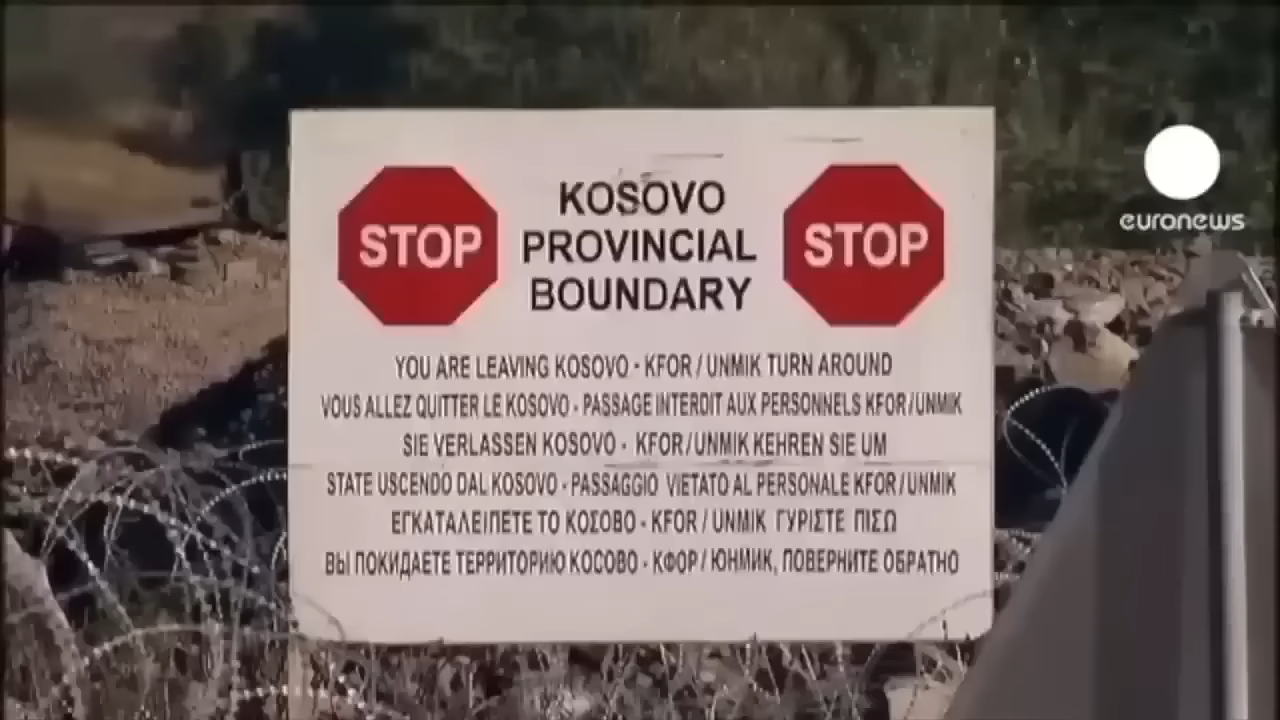 KOSOVO
PROVINCIAL
BOUNDARY
STOP
STOP
YOU ARE LEAVING KOSOVO - KFOR / UNMIK TURN AROUND
VOUS ALLEZ QUITTER LE KOSOVO - PASSAGE INTERDIT AUX PERSONNELS KFOR / UNMIK
SIE VERLASSEN KOSOVO - KFOR / UNMIK KEHREN SIE UM
STATE USCENDO DAL KOSOVO - PASSAGGIO VIETATO AL PERSONALE KFOR / UNMIK
ΕΓΚΑΤΑΛΕΙΠΕΤΕ ΤΟ ΚΟΣΟΒΟ - KFOR / UNMIK ΓΥΡΙΣΤΕ ΠΙΣΩ
ВЫ ПОКИДАЕТЕ ТЕРРИТОРИЮ КОСОВО - КФОР / ЮНМИК, ПОВЕРНИТЕ ОБРАТНО
euronews